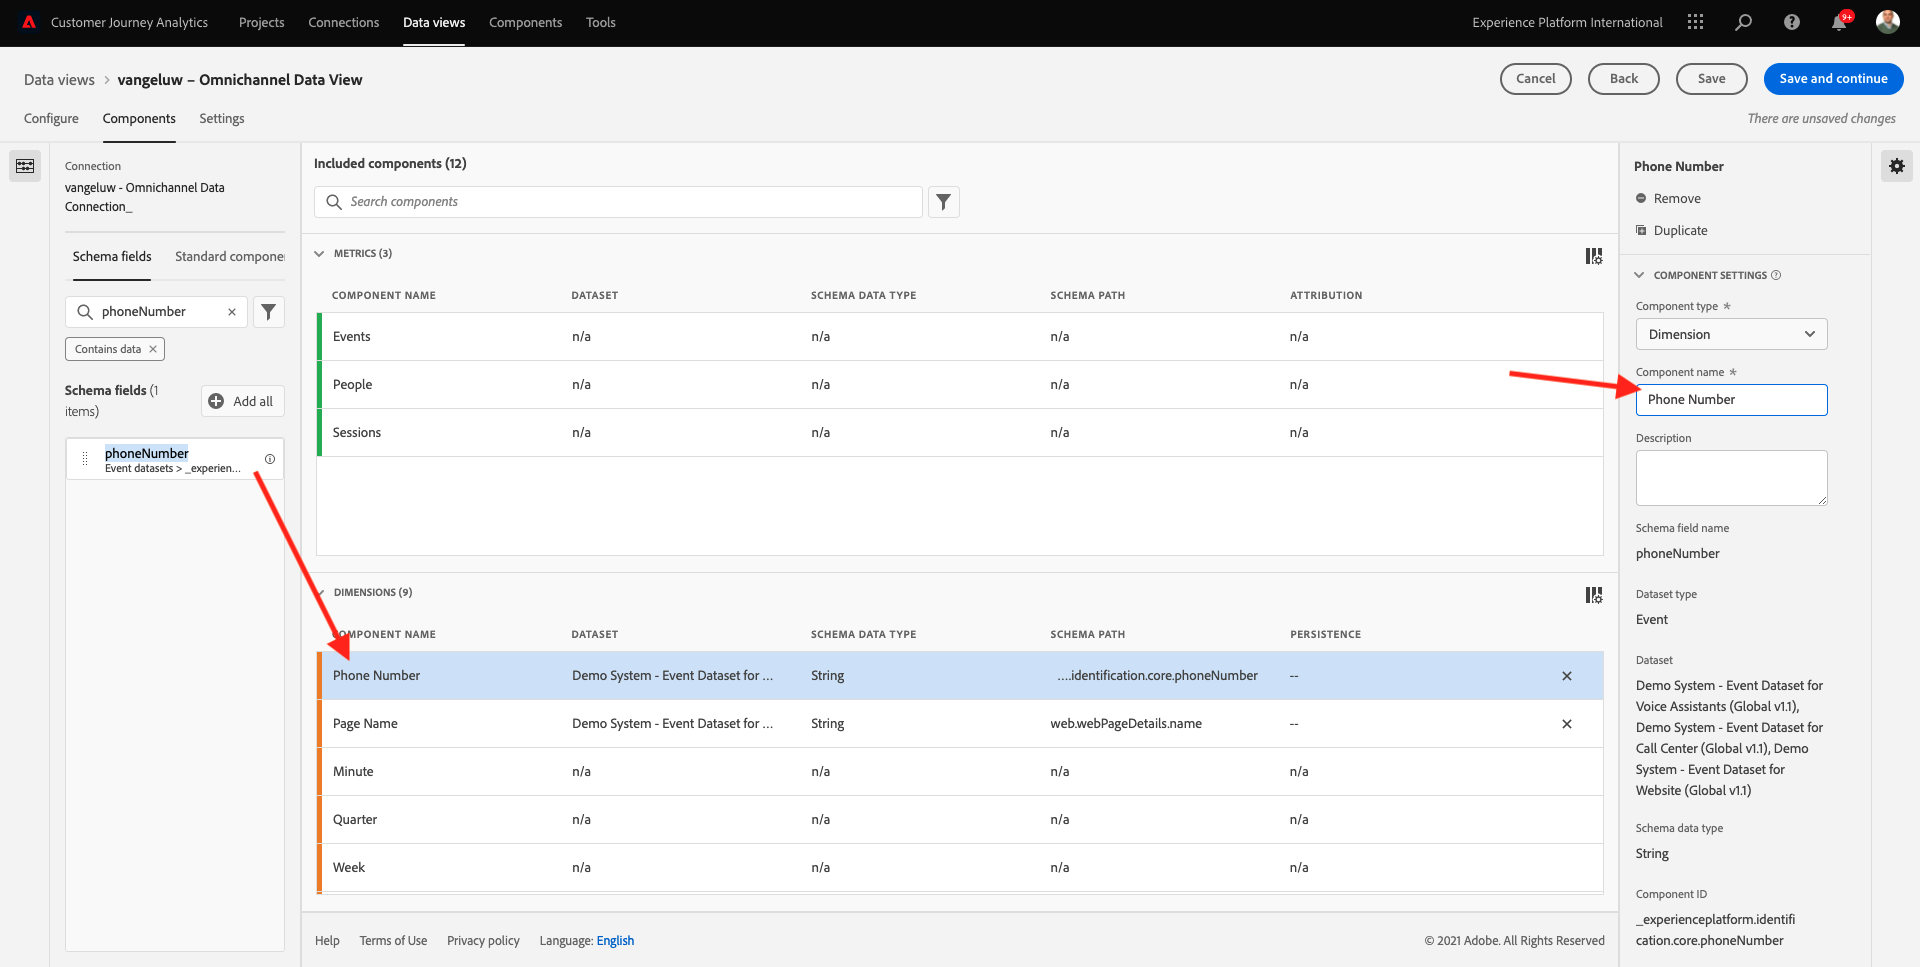 Customer Journey Analytics Projects Connections Data views Components Tools Experience Platform International 9+
Data views > vangeluw – Omnichannel Data View Cancel Back Save Save and continue
Configure Components Settings There are unsaved changes
Connection
vangeluw - Omnichannel Data
Connection_
Schema fields Standard compone
phoneNumber
Contains data
Schema fields (1
items)
Add all
phoneNumber
Event datasets > _experien...
Included components (12)
Search components
METRICS (3)
COMPONENT NAME DATASET SCHEMA DATA TYPE SCHEMA PATH ATTRIBUTION
Events n/a n/a n/a n/a
People n/a n/a n/a n/a
Sessions n/a n/a n/a n/a
DIMENSIONS (9)
COMPONENT NAME DATASET SCHEMA DATA TYPE SCHEMA PATH PERSISTENCE
Phone Number Demo System - Event Dataset for ... String ....identification.core.phoneNumber --
Page Name Demo System - Event Dataset for ... String web.webPageDetails.name --
Minute n/a n/a n/a n/a
Quarter n/a n/a n/a n/a
Week n/a n/a n/a n/a
Help Terms of Use Privacy policy Language: English © 2021 Adobe. All Rights Reserved
Phone Number
Remove
Duplicate
COMPONENT SETTINGS
Component type *
Dimension
Component name *
Phone Number
Description
Schema field name
phoneNumber
Dataset type
Event
Dataset
Demo System - Event Dataset for
Voice Assistants (Global v1.1),
Demo System - Event Dataset for
Call Center (Global v1.1), Demo
System - Event Dataset for
Website (Global v1.1)
Schema data type
String
Component ID
_experienceplatform.identifi
cation.core.phoneNumber